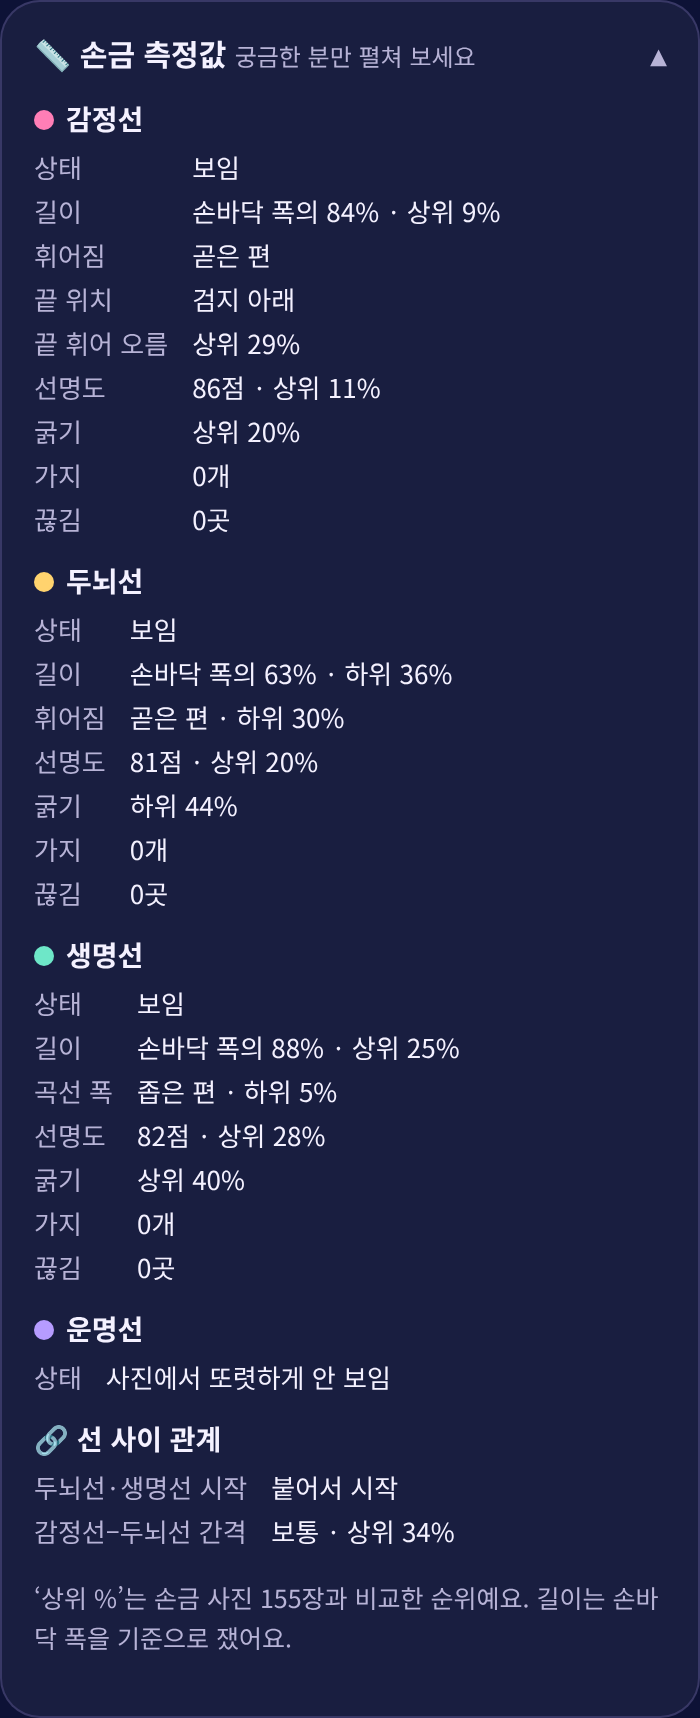 📏 손금 측정값 궁금한 분만 펼쳐 보세요 ▲
감정선
상태 보임
길이 손바닥 폭의 84% · 상위 9%
휘어짐 곧은 편
끝 위치 검지 아래
끝 휘어 오름 상위 29%
선명도 86점 · 상위 11%
굵기 상위 20%
가지 0개
끊김 0곳
두뇌선
상태 보임
길이 손바닥 폭의 63% · 하위 36%
휘어짐 곧은 편 · 하위 30%
선명도 81점 · 상위 20%
굵기 하위 44%
가지 0개
끊김 0곳
생명선
상태 보임
길이 손바닥 폭의 88% · 상위 25%
곡선 폭 좁은 편 · 하위 5%
선명도 82점 · 상위 28%
굵기 상위 40%
가지 0개
끊김 0곳
운명선
상태 사진에서 또렷하게 안 보임
🔗 선 사이 관계
두뇌선·생명선 시작 붙어서 시작
감정선–두뇌선 간격 보통 · 상위 34%
‘상위 %’는 손금 사진 155장과 비교한 순위예요. 길이는 손바
닥 폭을 기준으로 쟀어요.